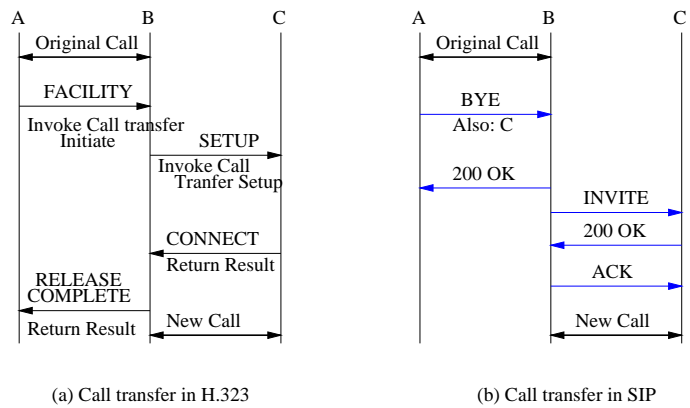 A B C
Original Call
FACILITY
Invoke Call transfer
Initiate
SETUP
Invoke Call
Tranfer Setup
CONNECT
Return Result
RELEASE
COMPLETE
Return Result
New Call
(a) Call transfer in H.323
A B C
Original Call
BYE
Also: C
200 OK
INVITE
200 OK
ACK
New Call
(b) Call transfer in SIP